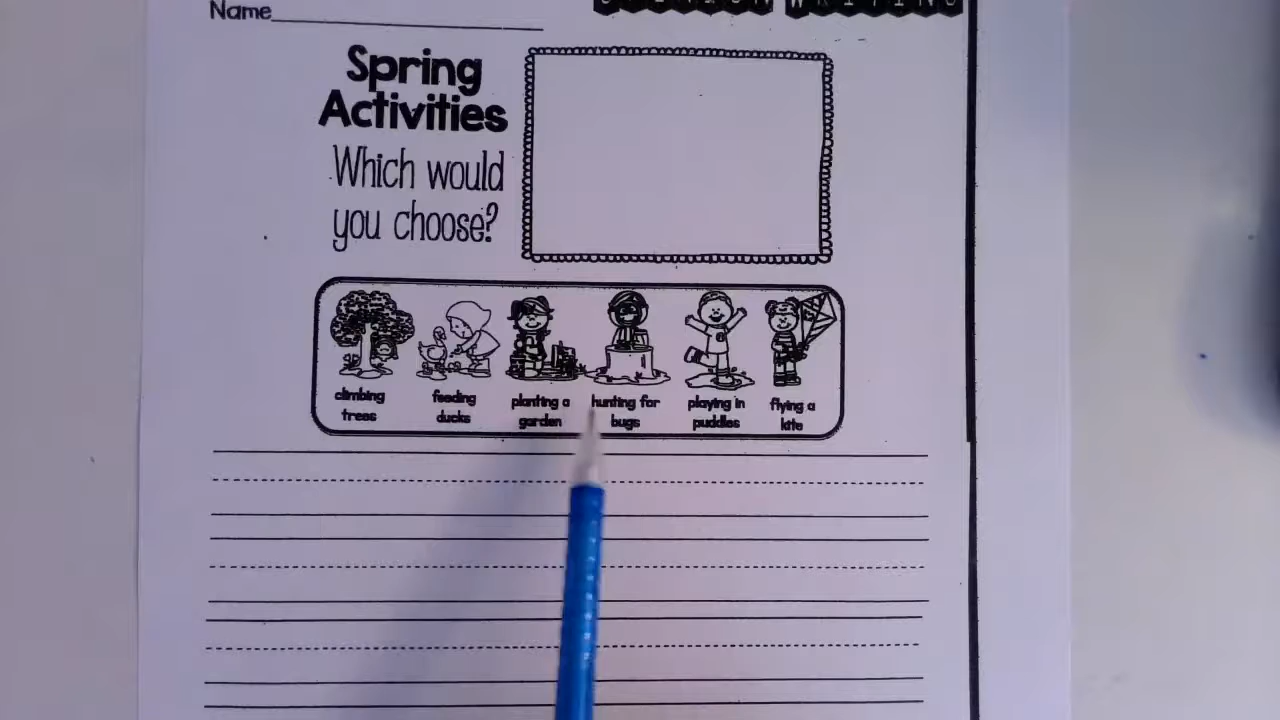 Name
WRITING
Spring
Activities
Which would
you choose?
climbing
trees
feeding
ducks
planting a
garden
hunting for
bugs
playing in
puddles
flying a
kite